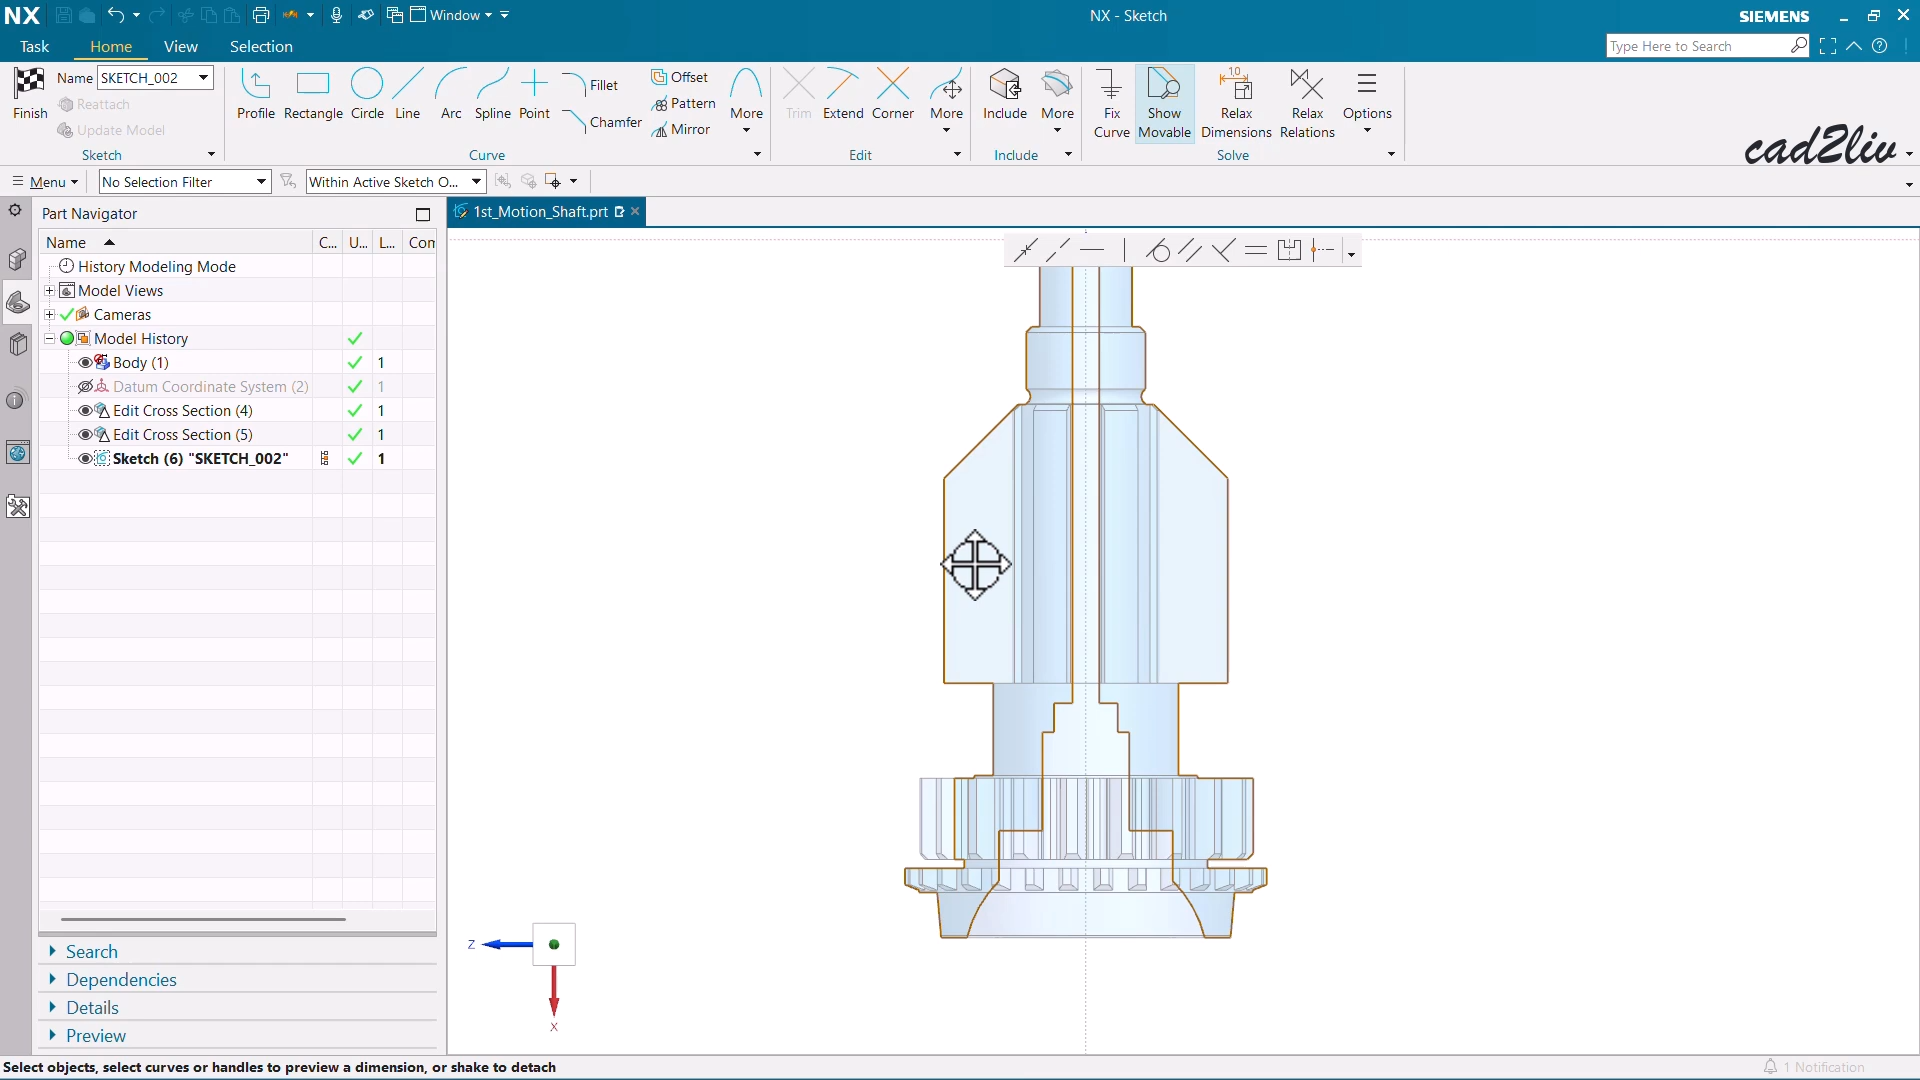 NX
Window
NX - Sketch
SIEMENS
Task
Home
View
Selection
Type Here to Search
Finish
Name
SKETCH_002
Reattach
Update Model
Profile
Rectangle
Circle
Line
Arc
Spline
Point
Fillet
Chamfer
Offset
Pattern
Mirror
More
Trim
Extend
Corner
More
Include
More
Fix
Curve
Show
Movable
1,0
Relax
Dimensions
Relax
Relations
Options
Sketch
Curve
Edit
Include
Solve
cad2liv
Menu
No Selection Filter
Within Active Sketch O...
Part Navigator
1st_Motion_Shaft.prt
Name
C...
U...
L...
Com
History Modeling Mode
Model Views
Cameras
Model History
Body (1)
1
Datum Coordinate System (2)
1
Edit Cross Section (4)
1
Edit Cross Section (5)
1
Sketch (6) "SKETCH_002"
1
Z
X
Search
Dependencies
Details
Preview
Select objects, select curves or handles to preview a dimension, or shake to detach
1 Notification